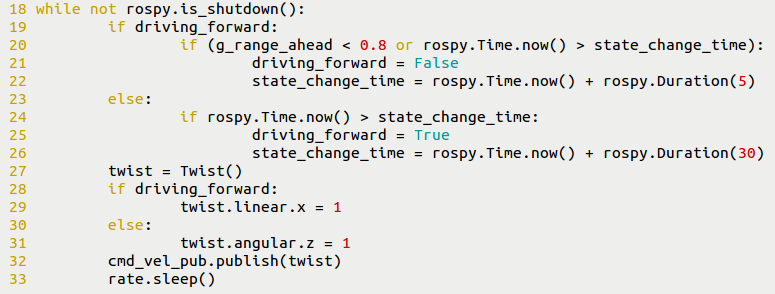 18 while not rospy.is_shutdown():
19         if driving_forward:
20                 if (g_range_ahead < 0.8 or rospy.Time.now() > state_change_time):
21                         driving_forward = False
22                         state_change_time = rospy.Time.now() + rospy.Duration(5)
23         else:
24                 if rospy.Time.now() > state_change_time:
25                         driving_forward = True
26                         state_change_time = rospy.Time.now() + rospy.Duration(30)
27         twist = Twist()
28         if driving_forward:
29                 twist.linear.x = 1
30         else:
31                 twist.angular.z = 1
32         cmd_vel_pub.publish(twist)
33         rate.sleep()